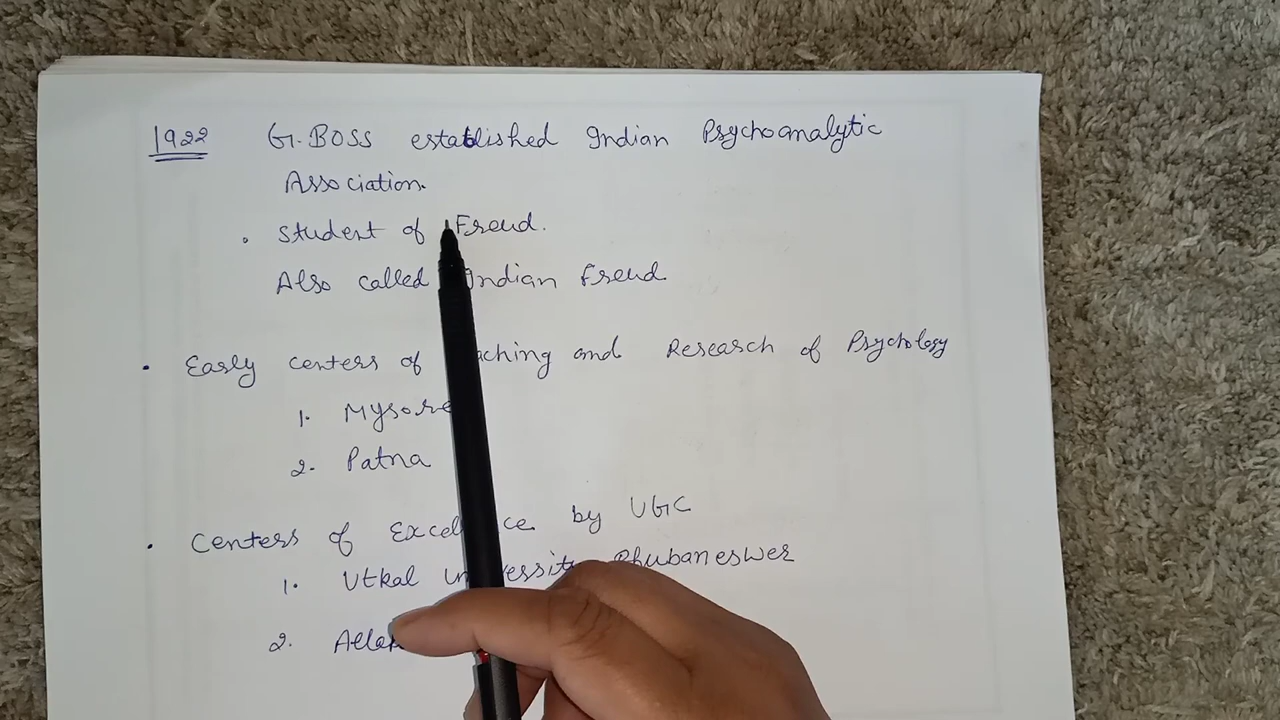 1922 G.BOSS established Indian Psychoanalytic
Association.
. Student of Freud.
Also called Indian Freud
. Early centers of and Research of Psychology
1. Mysore
2. Patna
. Centers of by UGC
1. Utkal Bhubaneswer
2.